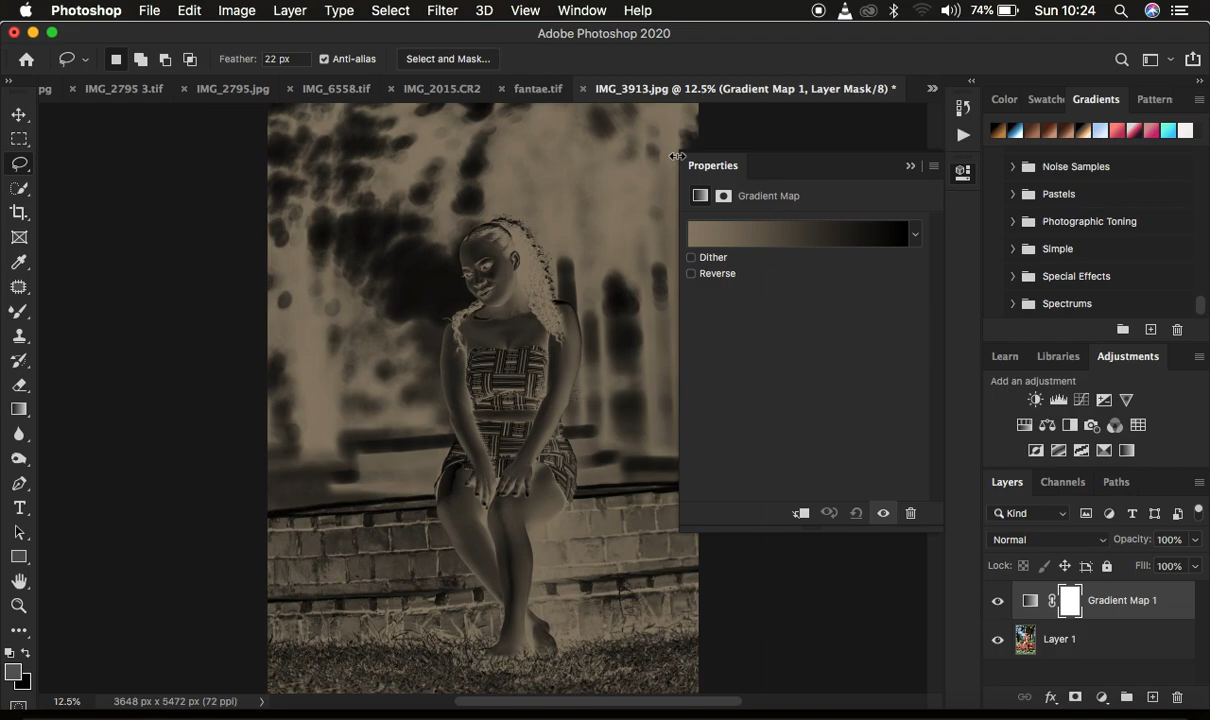 Photoshop File Edit Image Layer Type Select Filter 3D View Window Help 74% Sun 10:24
Adobe Photoshop 2020
Feather: 22 px Anti-alias Select and Mask...
pg × IMG_2795 3.tif × IMG_2795.jpg × IMG_6558.tif × IMG_2015.CR2 × fantae.tif × IMG_3913.jpg @ 12.5% (Gradient Map 1, Layer Mask/8) *
Color Swatche Gradients Pattern
Properties
Gradient Map
Dither
Reverse
Noise Samples
Pastels
Photographic Toning
Simple
Special Effects
Spectrums
Learn Libraries Adjustments
Add an adjustment
Layers Channels Paths
Kind
Normal Opacity: 100%
Lock: Fill: 100%
Gradient Map 1
Layer 1
12.5% 3648 px x 5472 px (72 ppi)